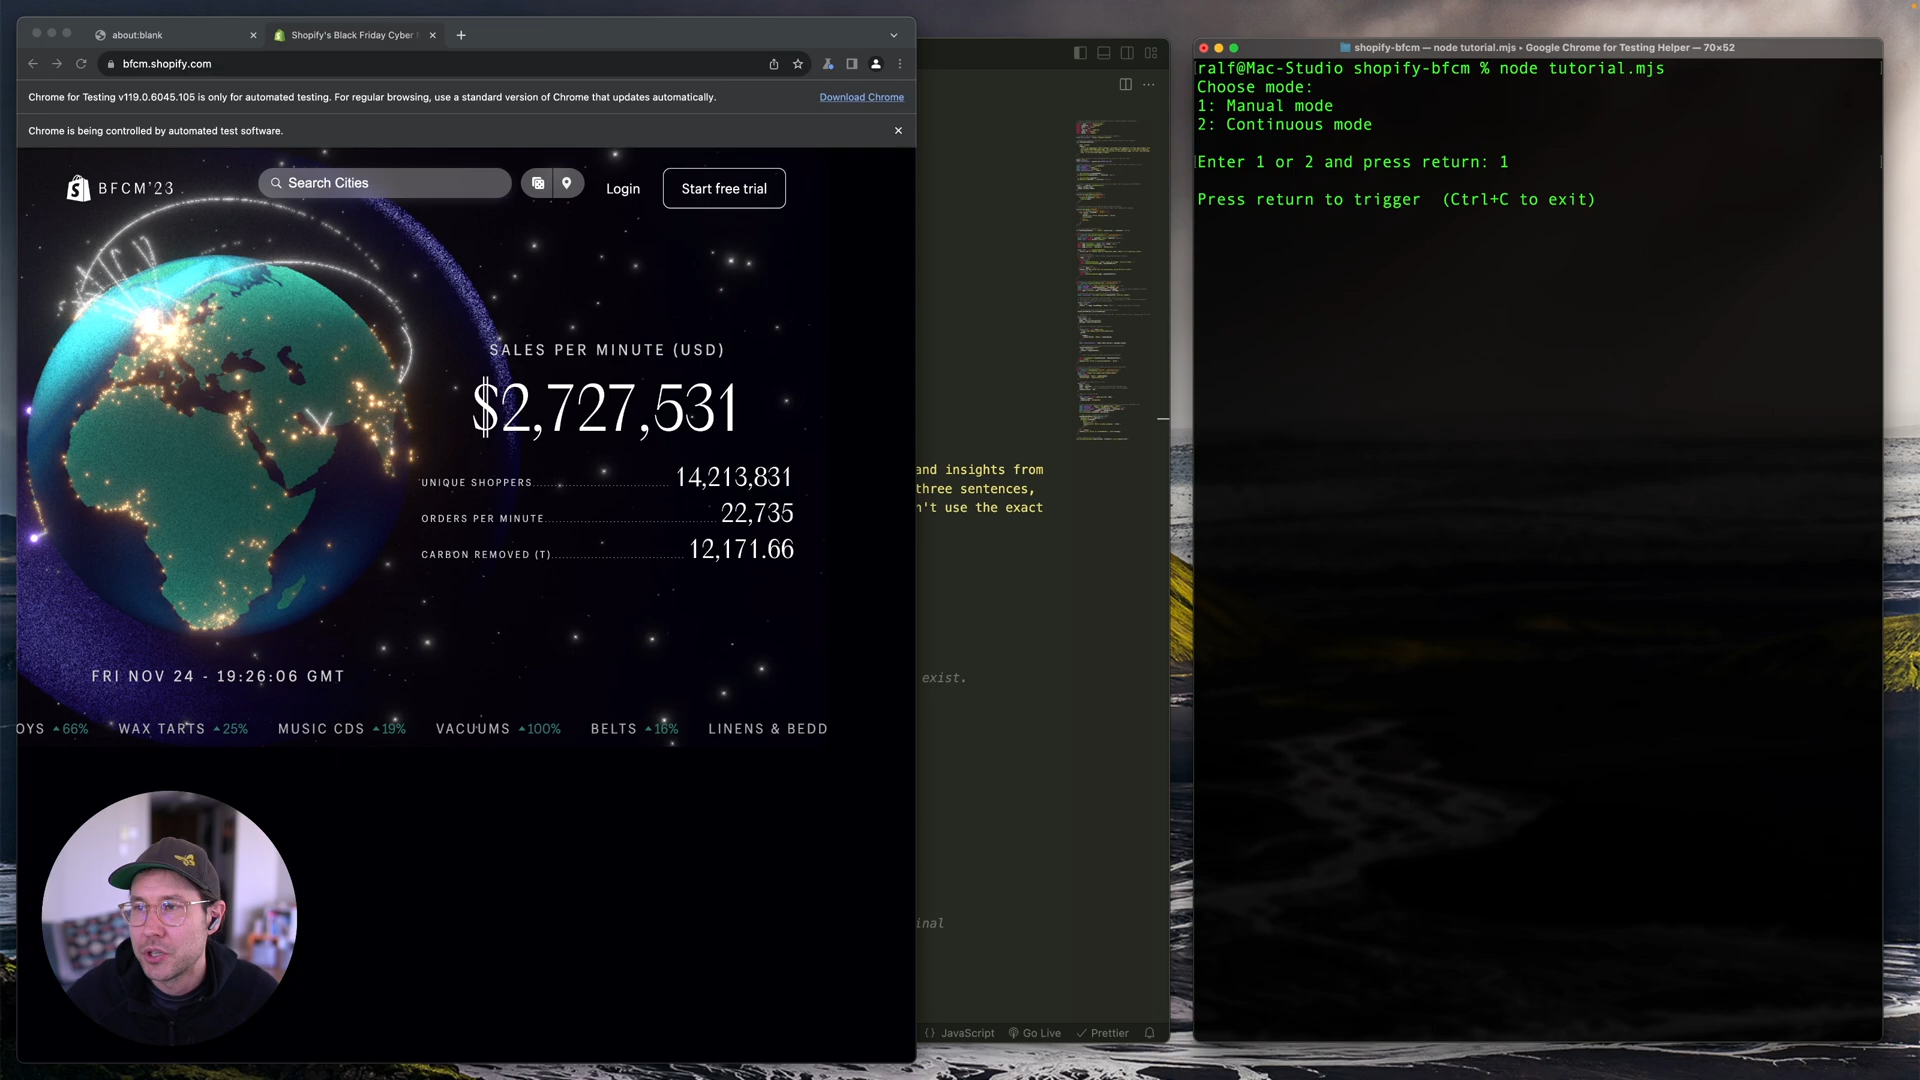 about:blank
Shopify's Black Friday Cyber
bfcm.shopify.com
Chrome for Testing v119.0.6045.105 is only for automated testing. For regular browsing, use a standard version of Chrome that updates automatically.
Download Chrome
Chrome is being controlled by automated test software.
BFCM'23
Search Cities
Login
Start free trial
SALES PER MINUTE (USD)
$2,727,531
UNIQUE SHOPPERS 14,213,831
ORDERS PER MINUTE 22,735
CARBON REMOVED (T) 12,171.66
FRI NOV 24 - 19:26:06 GMT
OYS ▲66% WAX TARTS ▲25% MUSIC CDS ▲19% VACUUMS ▲100% BELTS ▲16% LINENS & BEDD
and insights from
three sentences,
n't use the exact
exist.
inal
{} JavaScript Go Live Prettier
shopify-bfcm — node tutorial.mjs ▸ Google Chrome for Testing Helper — 70×52
ralf@Mac-Studio shopify-bfcm % node tutorial.mjs
Choose mode:
1: Manual mode
2: Continuous mode
Enter 1 or 2 and press return: 1
Press return to trigger (Ctrl+C to exit)